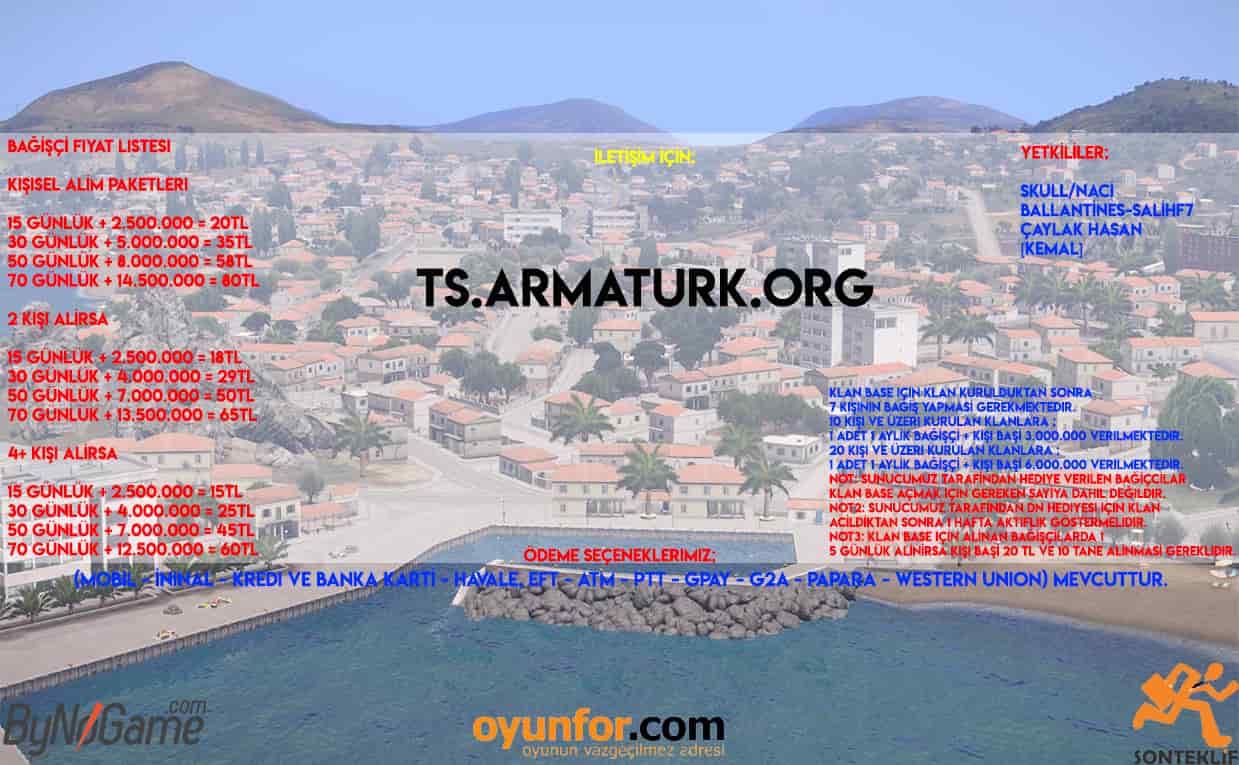 BAĞIŞÇI FIYAT LISTESI
KIŞISEL ALIM PAKETLERI
15 GÜNLÜK + 2.500.000 = 20TL
30 GÜNLÜK + 5.000.000 = 35TL
50 GÜNLÜK + 8.000.000 = 58TL
70 GÜNLÜK + 14.500.000 = 80TL
2 KIŞI ALIRSA
15 GÜNLÜK + 2.500.000 = 18TL
30 GÜNLÜK + 4.000.000 = 29TL
50 GÜNLÜK + 7.000.000 = 50TL
70 GÜNLÜK + 13.500.000 = 65TL
4+ KIŞI ALIRSA
15 GÜNLÜK + 2.500.000 = 15TL
30 GÜNLÜK + 4.000.000 = 25TL
50 GÜNLÜK + 7.000.000 = 45TL
70 GÜNLÜK + 12.500.000 = 60TL
İLETIŞIM IÇIN;
TS.ARMATURK.ORG
YETKILILER;
SKULL/NACI
BALLANTİNES-SALİHF7
ÇAYLAK HASAN
[KEMAL]
KLAN BASE IÇIN KLAN KURULDUKTAN SONRA
7 KIŞININ BAĞIŞ YAPMASI GEREKMEKTEDIR.
10 KIŞI VE ÜZERI KURULAN KLANLARA ;
1 ADET 1 AYLIK BAĞIŞÇI + KIŞI BAŞI 3.000.000 VERILMEKTEDIR.
20 KIŞI VE ÜZERI KURULAN KLANLARA ;
1 ADET 1 AYLIK BAĞIŞÇI + KIŞI BAŞI 6.000.000 VERILMEKTEDIR.
NOT: SUNUCUMUZ TARAFINDAN HEDIYE VERILEN BAĞIÇCILAR
KLAN BASE AÇMAK IÇIN GEREKEN SAYIYA DAHIL DEĞILDIR.
NOT2: SUNUCUMUZ TARAFINDAN DN HEDIYESI IÇIN KLAN
ACILDIKTAN SONRA 1 HAFTA AKTIFLIK GÖSTERMELIDIR.
NOT3: KLAN BASE IÇIN ALINAN BAĞIŞÇILARDA 1
5 GÜNLÜK ALINIRSA KIŞI BAŞI 20 TL VE 10 TANE ALINMASI GEREKLIDIR.
ÖDEME SEÇENEKLERIMIZ;
(MOBIL - İNİNAL - KREDI VE BANKA KARTI - HAVALE, EFT - ATM - PTT - GPAY - G2A - PAPARA - WESTERN UNION) MEVCUTTUR.
ByNoGame.com
oyunfor.com
oyunun vazgeçilmez adresi
SONTEKLİF